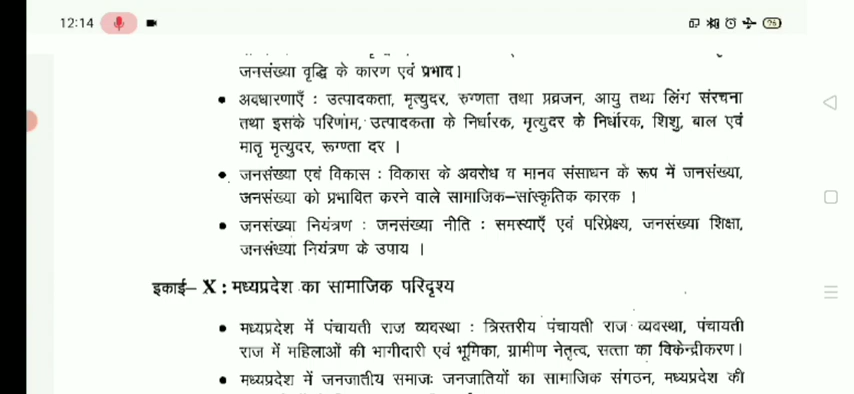 12:14
76
जनसंख्या वृद्धि के कारण एवं प्रभाव।
• अवधारणाएँ : उत्पादकता, मृत्युदर, रुग्णता तथा प्रव्रजन, आयु तथा लिंग संरचना
तथा इसके परिणाम, उत्पादकता के निर्धारक, मृत्युदर के निर्धारक, शिशु, बाल एवं
मातृ मृत्युदर, रूग्णता दर ।
• जनसंख्या एवं विकास : विकास के अवरोध व मानव संसाधन के रूप में जनसंख्या,
जनसंख्या को प्रभावित करने वाले सामाजिक–सांस्कृतिक कारक ।
• जनसंख्या नियंत्रण : जनसंख्या नीति : समस्याएँ एवं परिप्रेक्ष्य, जनसंख्या शिक्षा,
जनसंख्या नियंत्रण के उपाय ।
इकाई– X : मध्यप्रदेश का सामाजिक परिदृश्य
• मध्यप्रदेश में पंचायती राज व्यवस्था : त्रिस्तरीय पंचायती राज व्यवस्था, पंचायती
राज में महिलाओं की भागीदारी एवं भूमिका, ग्रामीण नेतृत्व, सत्ता का विकेन्द्रीकरण।
• मध्यप्रदेश में जनजातीय समाजः जनजातियों का सामाजिक संगठन, मध्यप्रदेश की